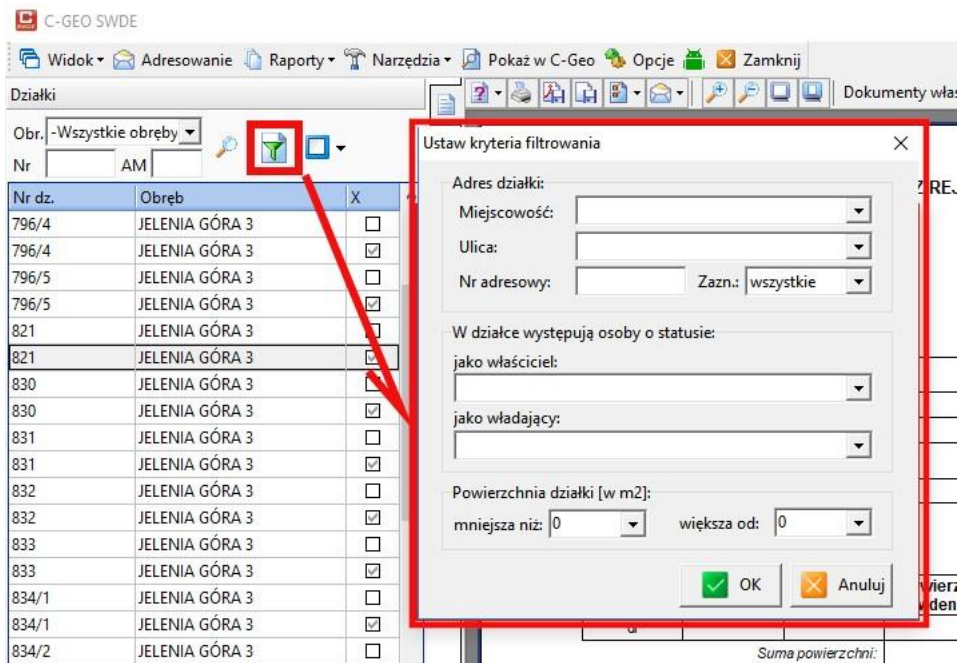 C-GEO SWDE
Widok Adresowanie Raporty Narzędzia Pokaż w C-Geo Opcje Zamknij
Działki
Dokumenty włas
Obr. -Wszystkie obręby
Nr AM
Nr dz. Obręb X
796/4 JELENIA GÓRA 3
796/4 JELENIA GÓRA 3
796/5 JELENIA GÓRA 3
796/5 JELENIA GÓRA 3
821 JELENIA GÓRA 3
821 JELENIA GÓRA 3
830 JELENIA GÓRA 3
830 JELENIA GÓRA 3
831 JELENIA GÓRA 3
831 JELENIA GÓRA 3
832 JELENIA GÓRA 3
832 JELENIA GÓRA 3
833 JELENIA GÓRA 3
833 JELENIA GÓRA 3
834/1 JELENIA GÓRA 3
834/1 JELENIA GÓRA 3
834/2 JELENIA GÓRA 3
Ustaw kryteria filtrowania
Adres działki:
Miejscowość:
Ulica:
Nr adresowy: Zazn.: wszystkie
W działce występują osoby o statusie:
jako właściciel:
jako władający:
Powierzchnia działki [w m2]:
mniejsza niż: 0 większa od: 0
OK Anuluj
Suma powierzchni: